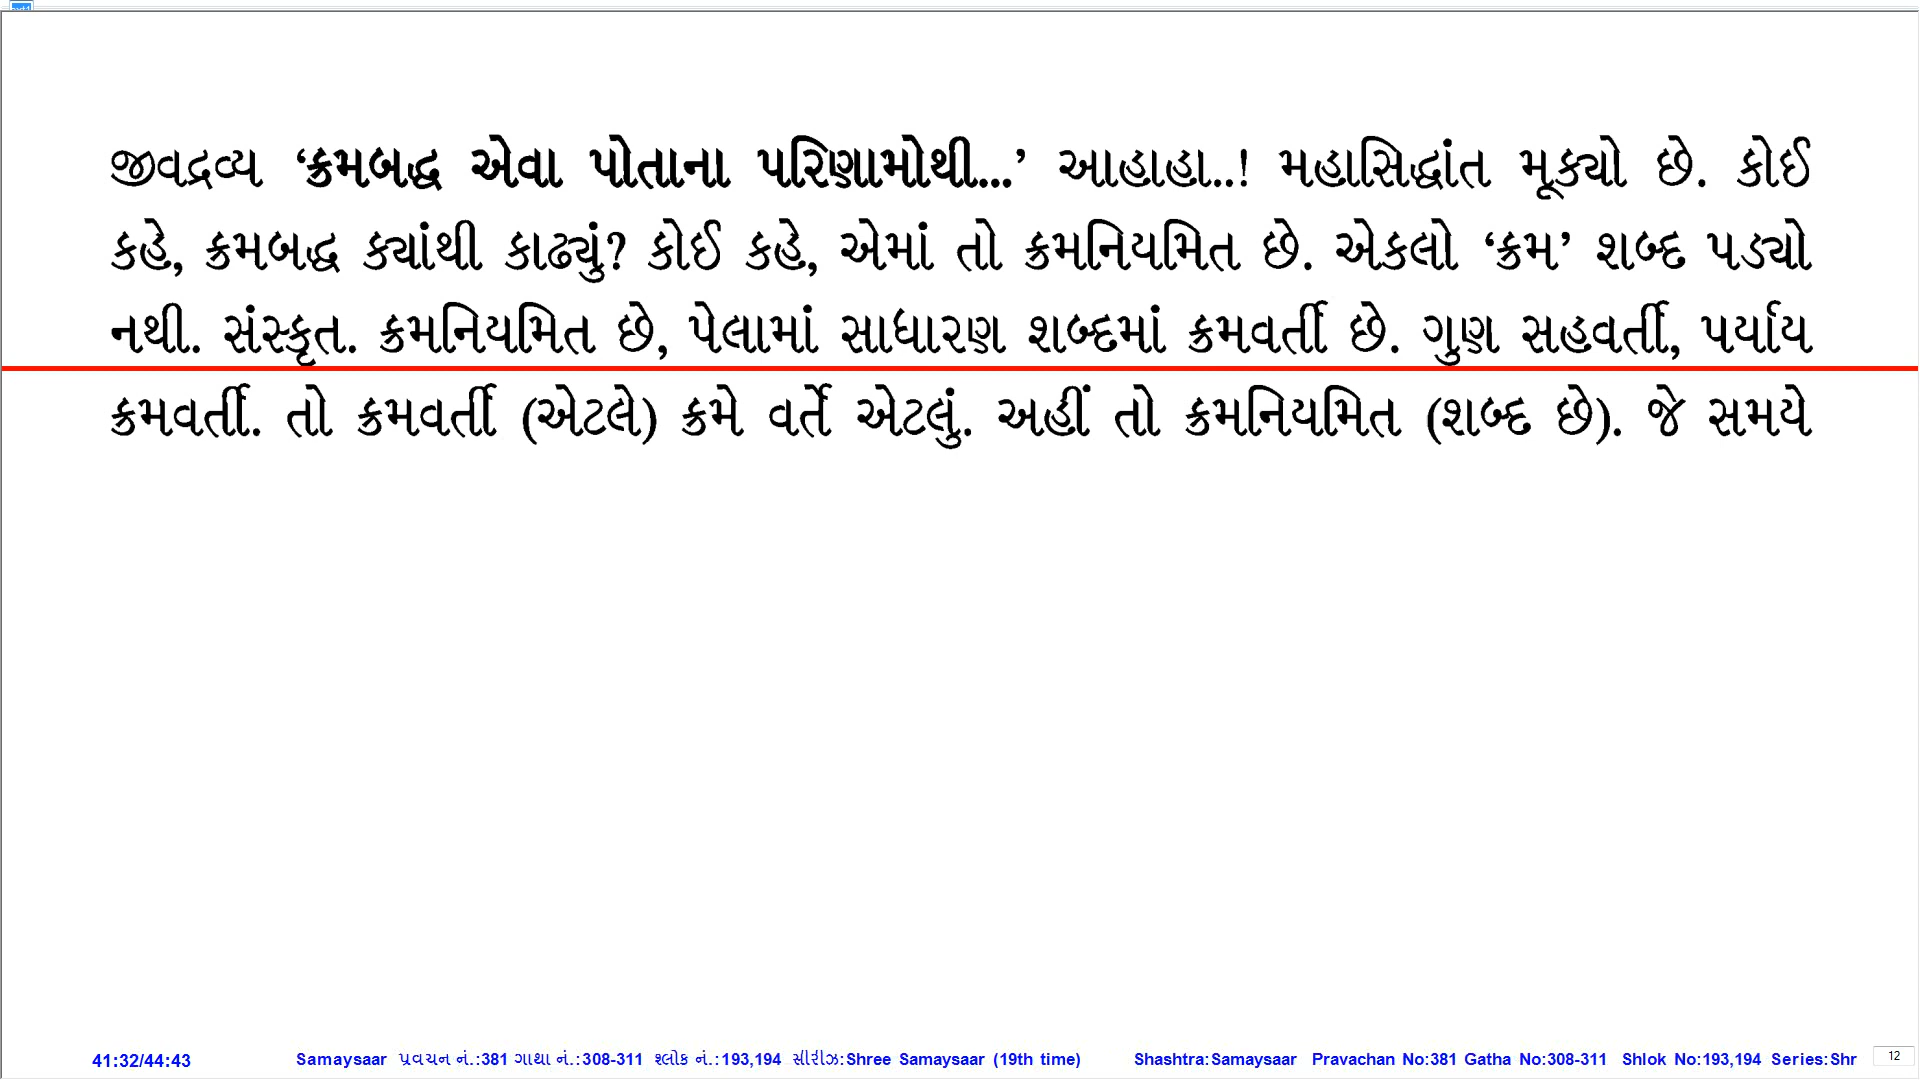 જીવદ્રવ્ય ‘ક્રમબદ્ધ એવા પોતાના પરિણામોથી...’ આહાહા..! મહાસિદ્ધાંત મૂક્યો છે. કોઈ
કહે, ક્રમબદ્ધ ક્યાંથી કાઢ્યું? કોઈ કહે, એમાં તો ક્રમનિયમિત છે. એકલો ‘ક્રમ’ શબ્દ પડ્યો
નથી. સંસ્કૃત. ક્રમનિયમિત છે, પેલામાં સાધારણ શબ્દમાં ક્રમવર્તી છે. ગુણ સહવર્તી, પર્યાય
ક્રમવર્તી. તો ક્રમવર્તી (એટલે) ક્રમે વર્તે એટલું. અહીં તો ક્રમનિયમિત (શબ્દ છે). જે સમયે
41:32/44:43 Samaysaar પ્રવચન નં.:381 ગાથા નં.:308-311 શ્લોક નં.:193,194 સીરીઝ:Shree Samaysaar (19th time) Shashtra:Samaysaar Pravachan No:381 Gatha No:308-311 Shlok No:193,194 Series:Shr 12